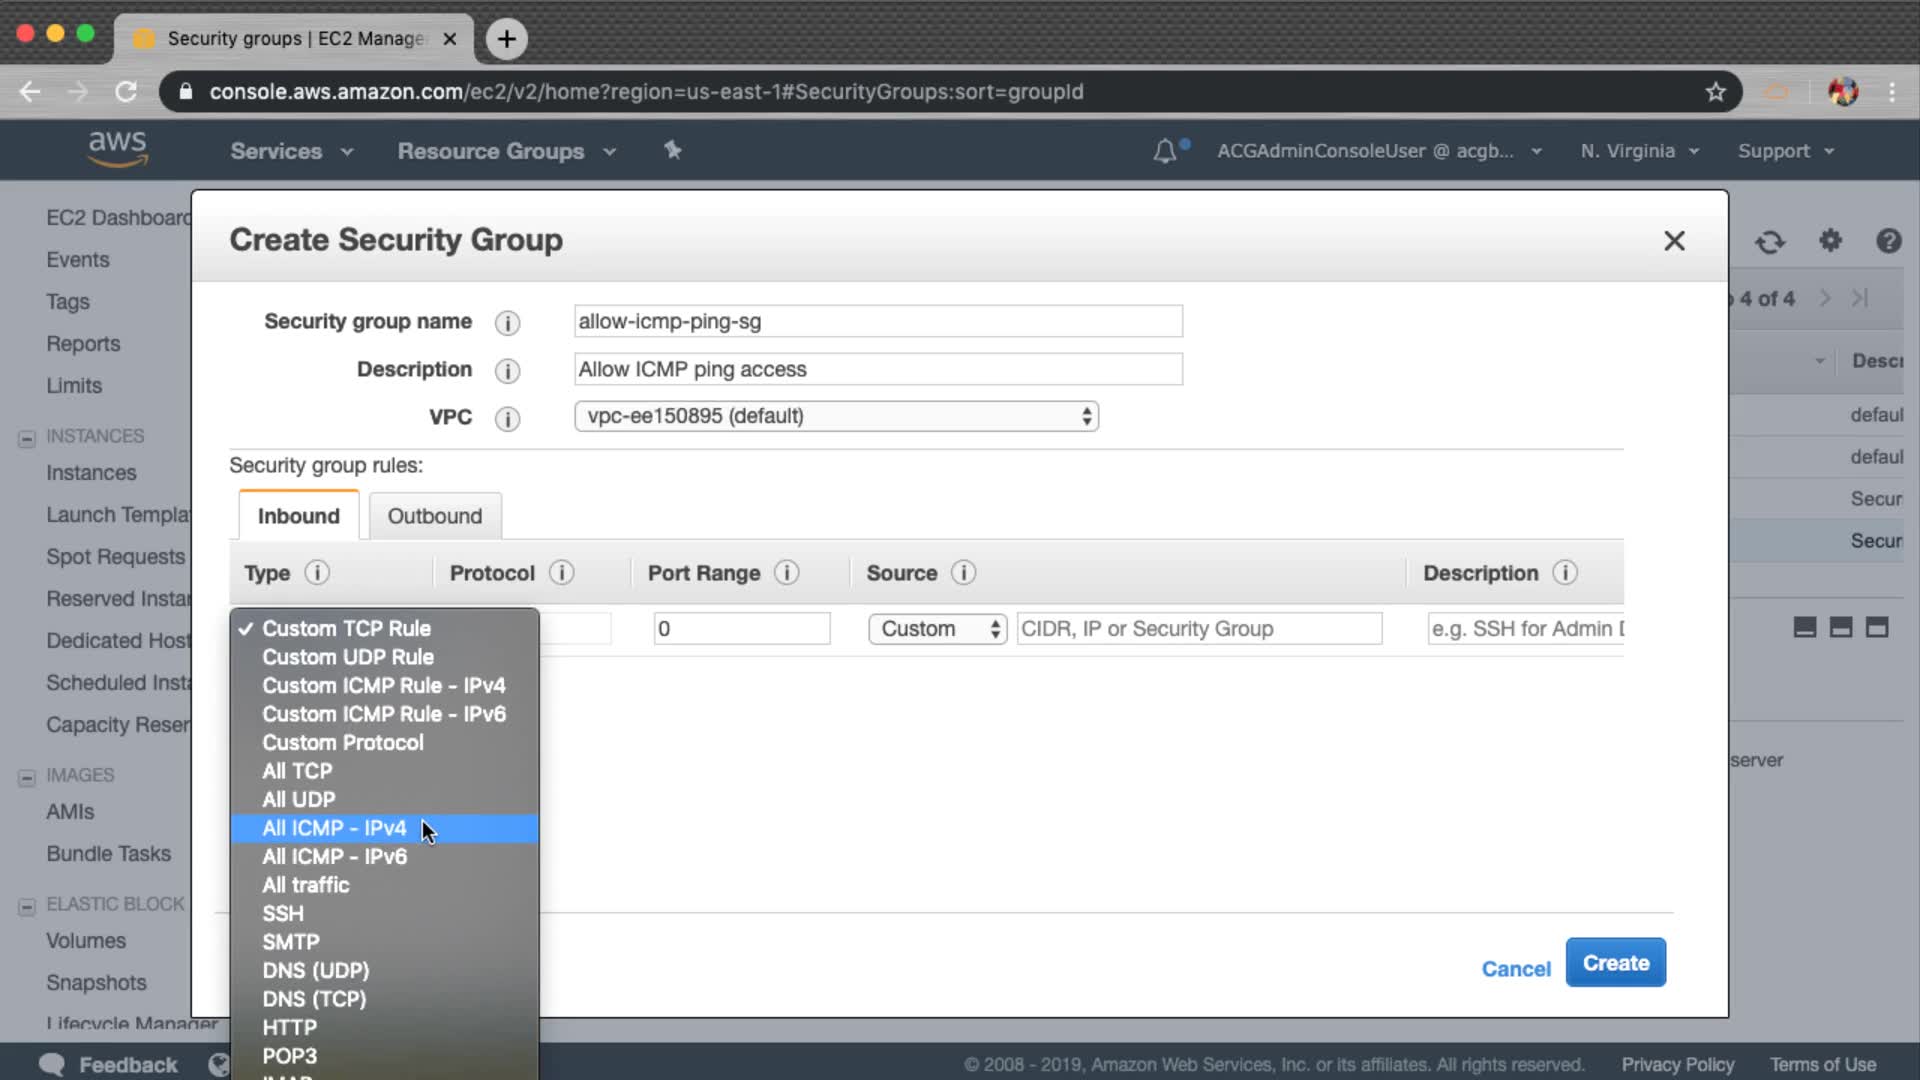 Security groups | EC2 Manage
console.aws.amazon.com/ec2/v2/home?region=us-east-1#SecurityGroups:sort=groupId
aws
Services
Resource Groups
ACGAdminConsoleUser @ acgb...
N. Virginia
Support
EC2 Dashboard
Events
Tags
Reports
Limits
INSTANCES
Instances
Launch Templa
Spot Requests
Reserved Instan
Dedicated Host
Scheduled Insta
Capacity Reser
IMAGES
AMIs
Bundle Tasks
ELASTIC BLOCK
Volumes
Snapshots
Lifecycle Manager
Create Security Group
Security group name
allow-icmp-ping-sg
Description
Allow ICMP ping access
VPC
vpc-ee150895 (default)
Security group rules:
Inbound
Outbound
Type
Protocol
Port Range
Source
Description
0
Custom
CIDR, IP or Security Group
e.g. SSH for Admin D
✓ Custom TCP Rule
Custom UDP Rule
Custom ICMP Rule - IPv4
Custom ICMP Rule - IPv6
Custom Protocol
All TCP
All UDP
All ICMP - IPv4
All ICMP - IPv6
All traffic
SSH
SMTP
DNS (UDP)
DNS (TCP)
HTTP
POP3
IMAP
Cancel
Create
4 of 4
Descr
defaul
defaul
Secur
Secur
server
Feedback
© 2008 - 2019, Amazon Web Services, Inc. or its affiliates. All rights reserved.
Privacy Policy
Terms of Use